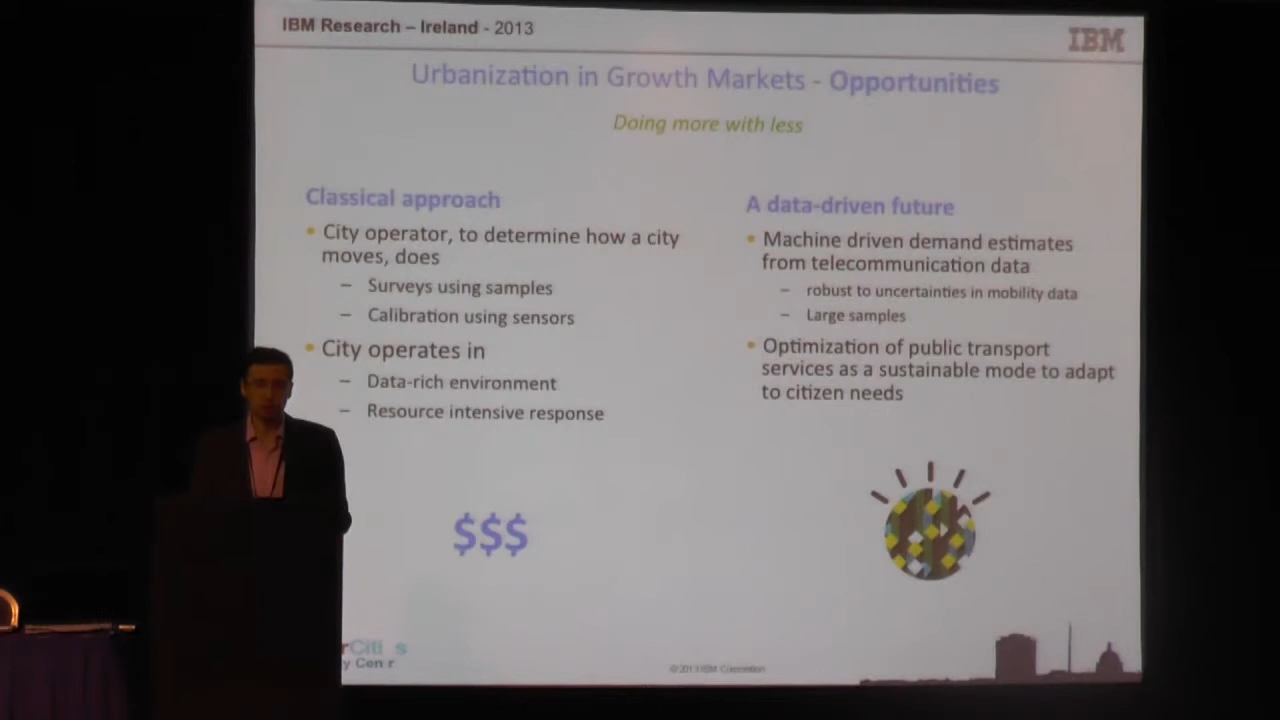 IBM Research – Ireland - 2013
IBM
Urbanization in Growth Markets - Opportunities
Doing more with less
Classical approach
• City operator, to determine how a city
moves, does
– Surveys using samples
– Calibration using sensors
• City operates in
– Data-rich environment
– Resource intensive response
$$$
A data-driven future
• Machine driven demand estimates
from telecommunication data
– robust to uncertainties in mobility data
– Large samples
• Optimization of public transport
services as a sustainable mode to adapt
to citizen needs
© 2013 IBM Corporation